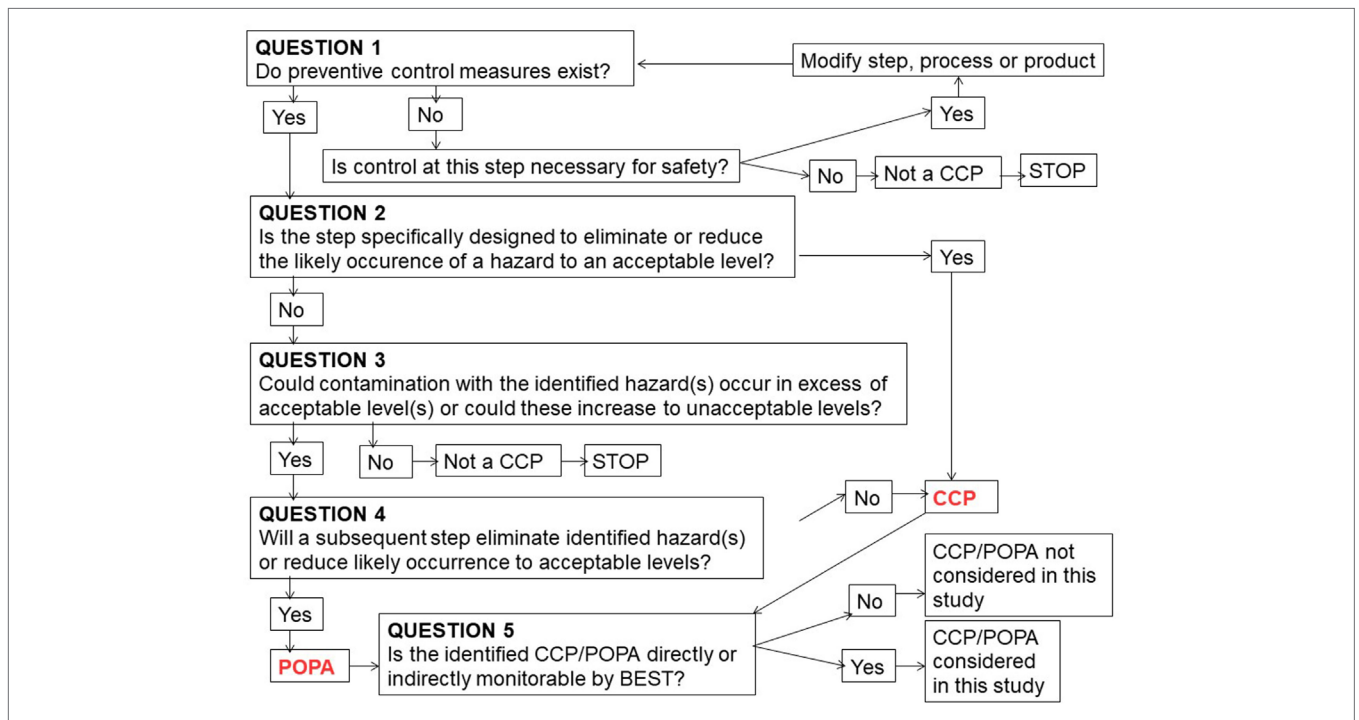 QUESTION 1
Do preventive control measures exist?
Modify step, process or product
Yes
No
Yes
Is control at this step necessary for safety?
No
Not a CCP
STOP
QUESTION 2
Is the step specifically designed to eliminate or reduce
the likely occurence of a hazard to an acceptable level?
Yes
No
QUESTION 3
Could contamination with the identified hazard(s) occur in excess of
acceptable level(s) or could these increase to unacceptable levels?
Yes
No
Not a CCP
STOP
QUESTION 4
Will a subsequent step eliminate identified hazard(s)
or reduce likely occurrence to acceptable levels?
No
CCP
Yes
POPA
QUESTION 5
Is the identified CCP/POPA directly or
indirectly monitorable by BEST?
No
CCP/POPA not
considered in this
study
Yes
CCP/POPA
considered
in this study